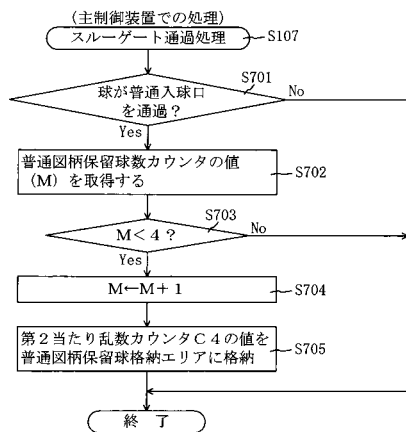 (主制御装置での処理)
スルーゲート通過処理
S107
S701
球が普通入球口
を通過?
No
Yes
普通図柄保留球数カウンタの値
(M)を取得する
S702
S703
M<4?
No
Yes
M←M+1
S704
第2当たり乱数カウンタC4の値を
普通図柄保留球格納エリアに格納
S705
終 了